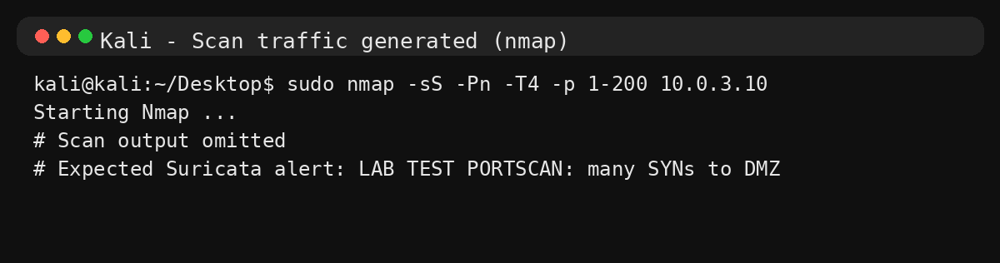 Kali - Scan traffic generated (nmap)
kali@kali:~/Desktop$ sudo nmap -sS -Pn -T4 -p 1-200 10.0.3.10
Starting Nmap ...
# Scan output omitted
# Expected Suricata alert: LAB TEST PORTSCAN: many SYNs to DMZ